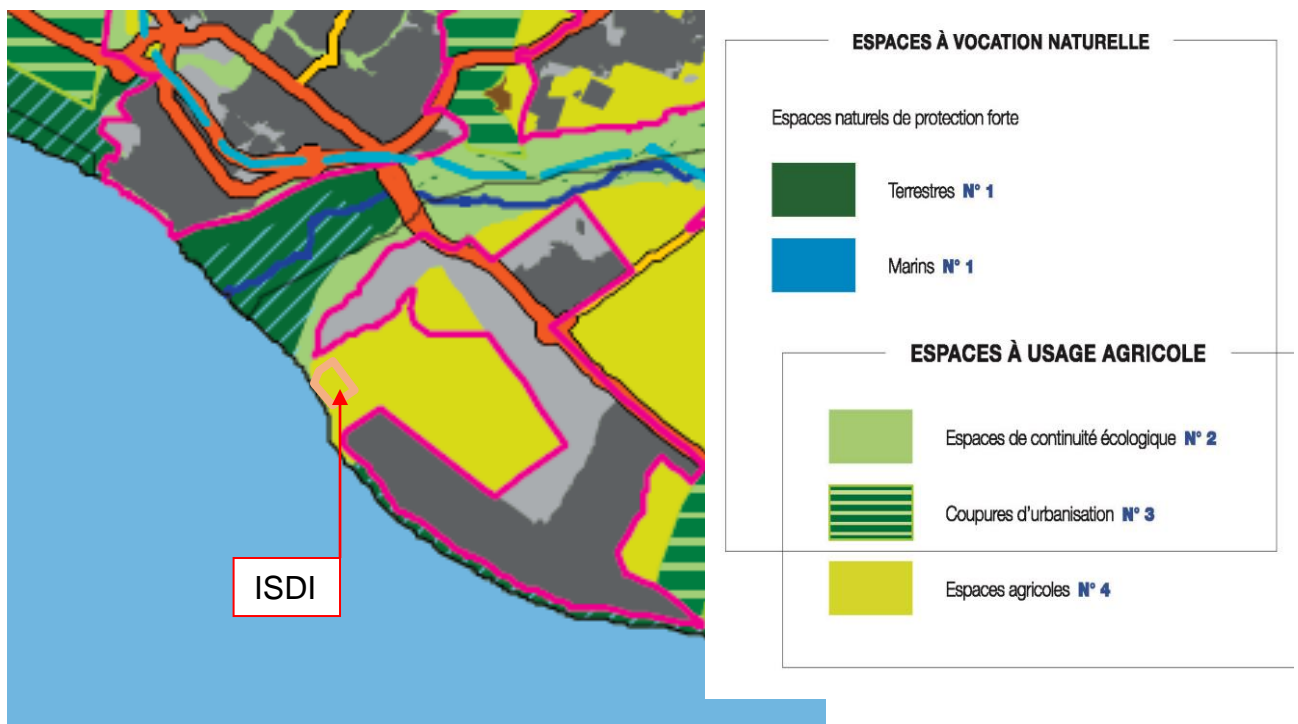 ESPACES À VOCATION NATURELLE
Espaces naturels de protection forte
Terrestres N° 1
Marins N° 1
ESPACES À USAGE AGRICOLE
Espaces de continuité écologique N° 2
Coupures d'urbanisation N° 3
Espaces agricoles N° 4
ISDI